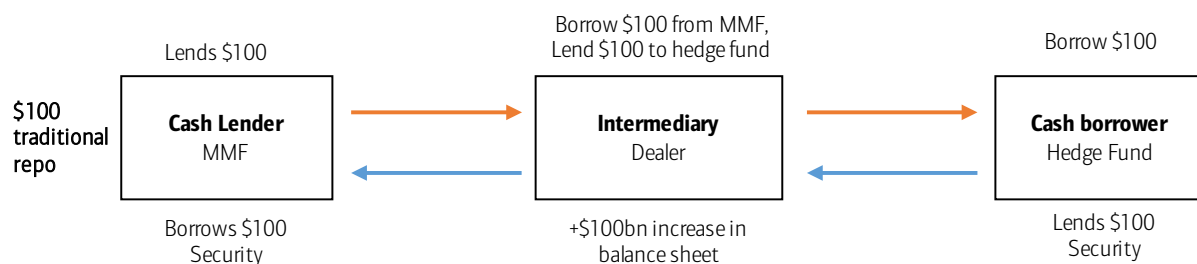 Lends $100
Borrow $100 from MMF,
Lend $100 to hedge fund
Borrow $100
$100
traditional
repo
Cash Lender
MMF
Intermediary
Dealer
Cash borrower
Hedge Fund
Borrows $100
Security
+$100bn increase in
balance sheet
Lends $100
Security